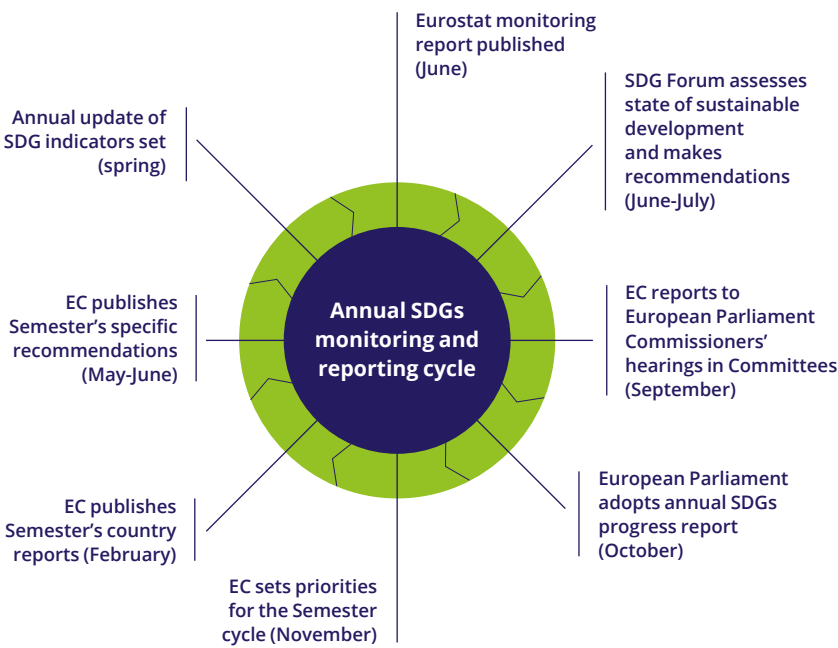 Eurostat monitoring
report published
(June)
SDG Forum assesses
state of sustainable
development
and makes
recommendations
(June-July)
EC reports to
European Parliament
Commissioners’
hearings in Committees
(September)
European Parliament
adopts annual SDGs
progress report
(October)
EC sets priorities
for the Semester
cycle (November)
EC publishes
Semester’s country
reports (February)
EC publishes
Semester’s specific
recommendations
(May-June)
Annual update of
SDG indicators set
(spring)
Annual SDGs
monitoring and
reporting cycle